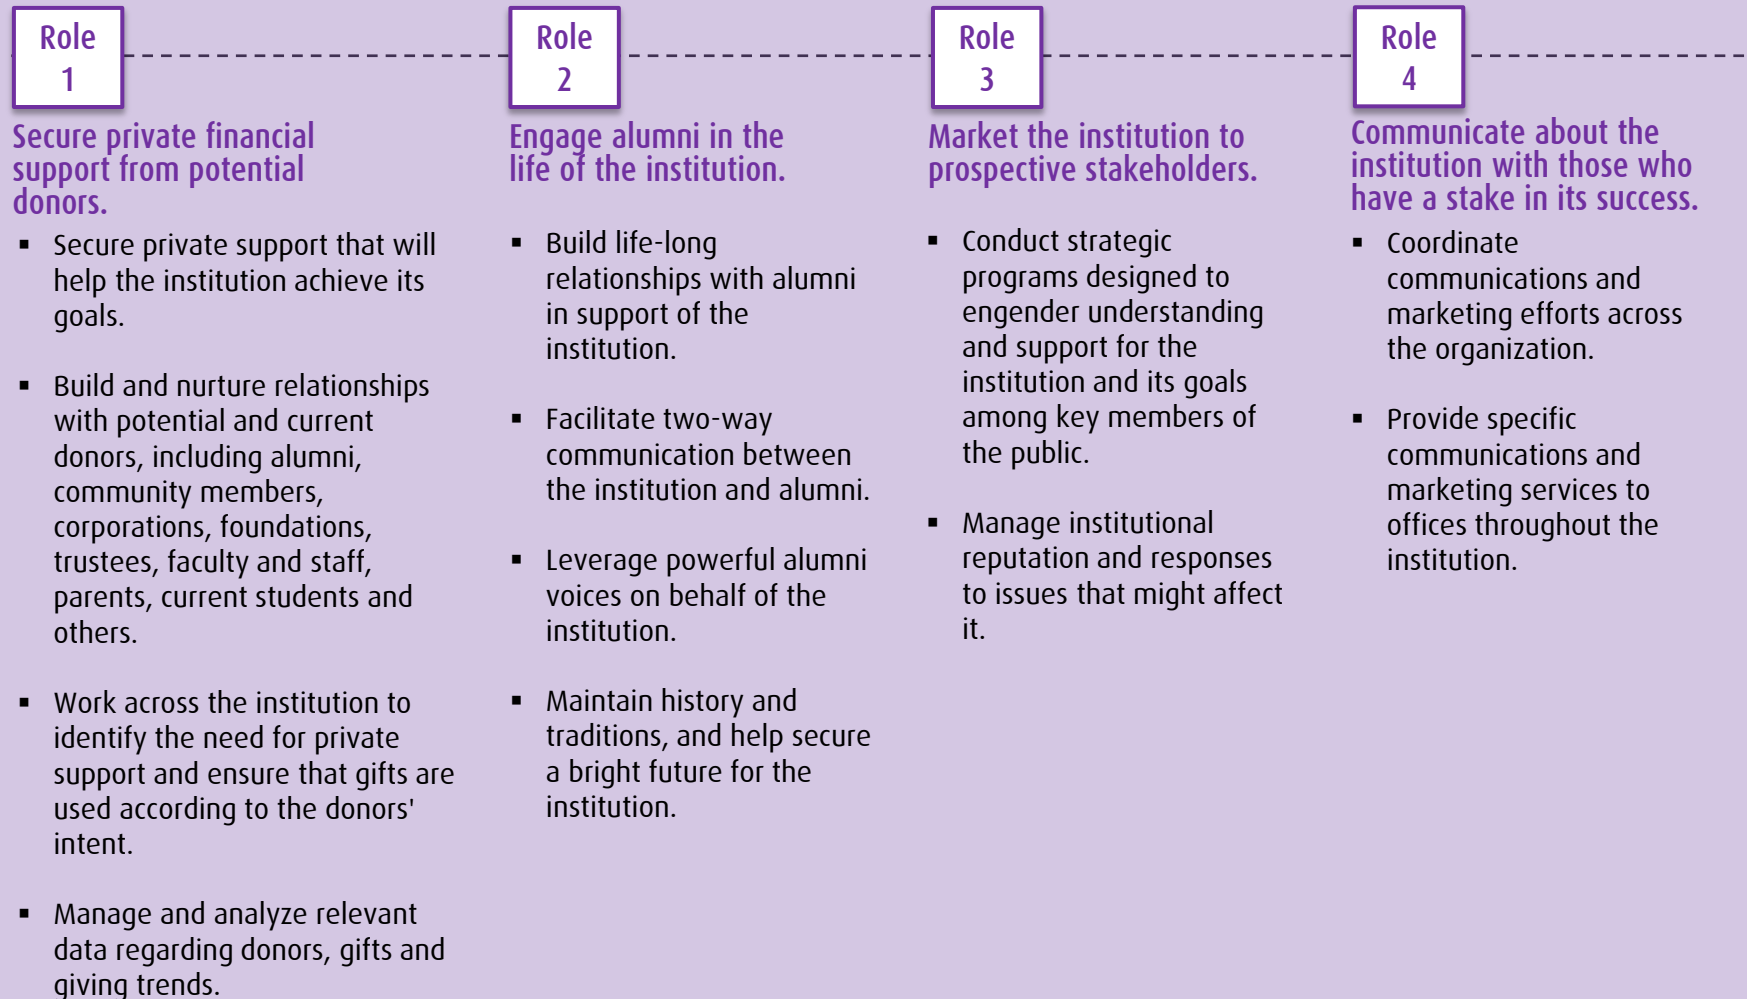 Role
1
Secure private financial
support from potential
donors.
▪ Secure private support that will
help the institution achieve its
goals.
▪ Build and nurture relationships
with potential and current
donors, including alumni,
community members,
corporations, foundations,
trustees, faculty and staff,
parents, current students and
others.
▪ Work across the institution to
identify the need for private
support and ensure that gifts are
used according to the donors'
intent.
▪ Manage and analyze relevant
data regarding donors, gifts and
giving trends.
Role
2
Engage alumni in the
life of the institution.
▪ Build life-long
relationships with alumni
in support of the
institution.
▪ Facilitate two-way
communication between
the institution and alumni.
▪ Leverage powerful alumni
voices on behalf of the
institution.
▪ Maintain history and
traditions, and help secure
a bright future for the
institution.
Role
3
Market the institution to
prospective stakeholders.
▪ Conduct strategic
programs designed to
engender understanding
and support for the
institution and its goals
among key members of
the public.
▪ Manage institutional
reputation and responses
to issues that might affect
it.
Role
4
Communicate about the
institution with those who
have a stake in its success.
▪ Coordinate
communications and
marketing efforts across
the organization.
▪ Provide specific
communications and
marketing services to
offices throughout the
institution.